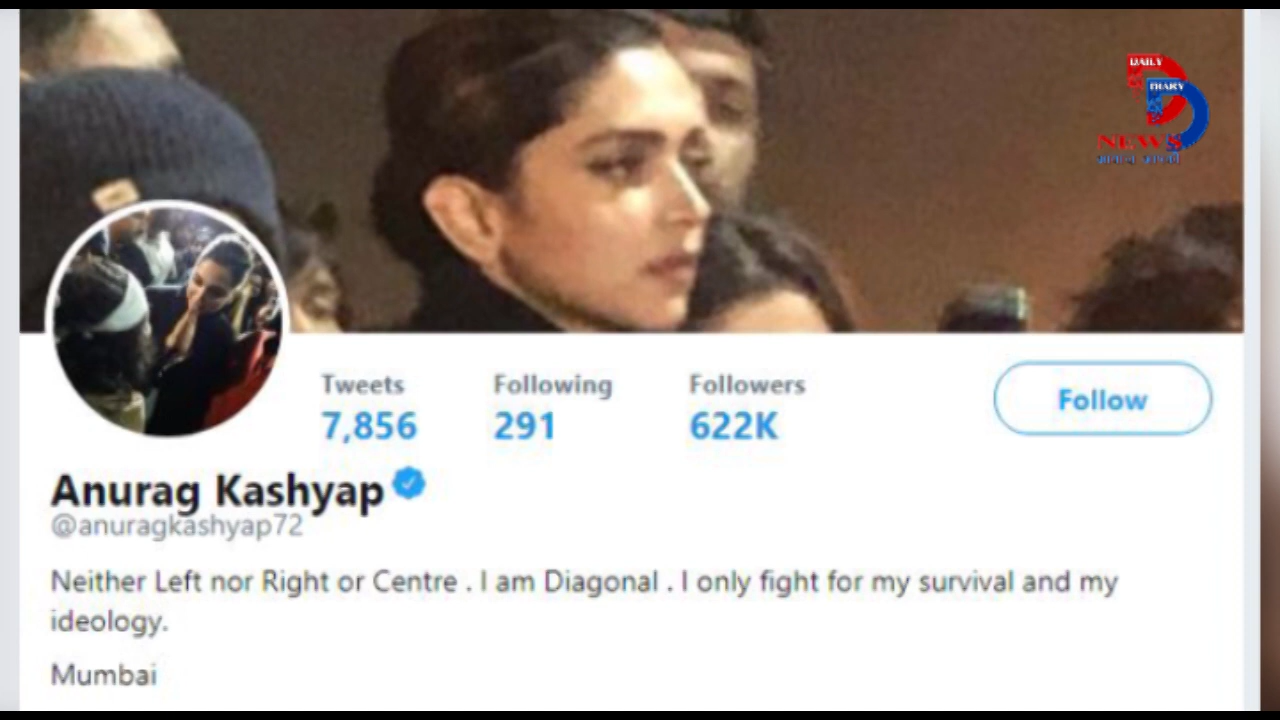 DAILY
DIARY
NEWS
Tweets
Following
Followers
7,856
291
622K
Follow
Anurag Kashyap
@anuragkashyap72
Neither Left nor Right or Centre . I am Diagonal . I only fight for my survival and my
ideology.
Mumbai